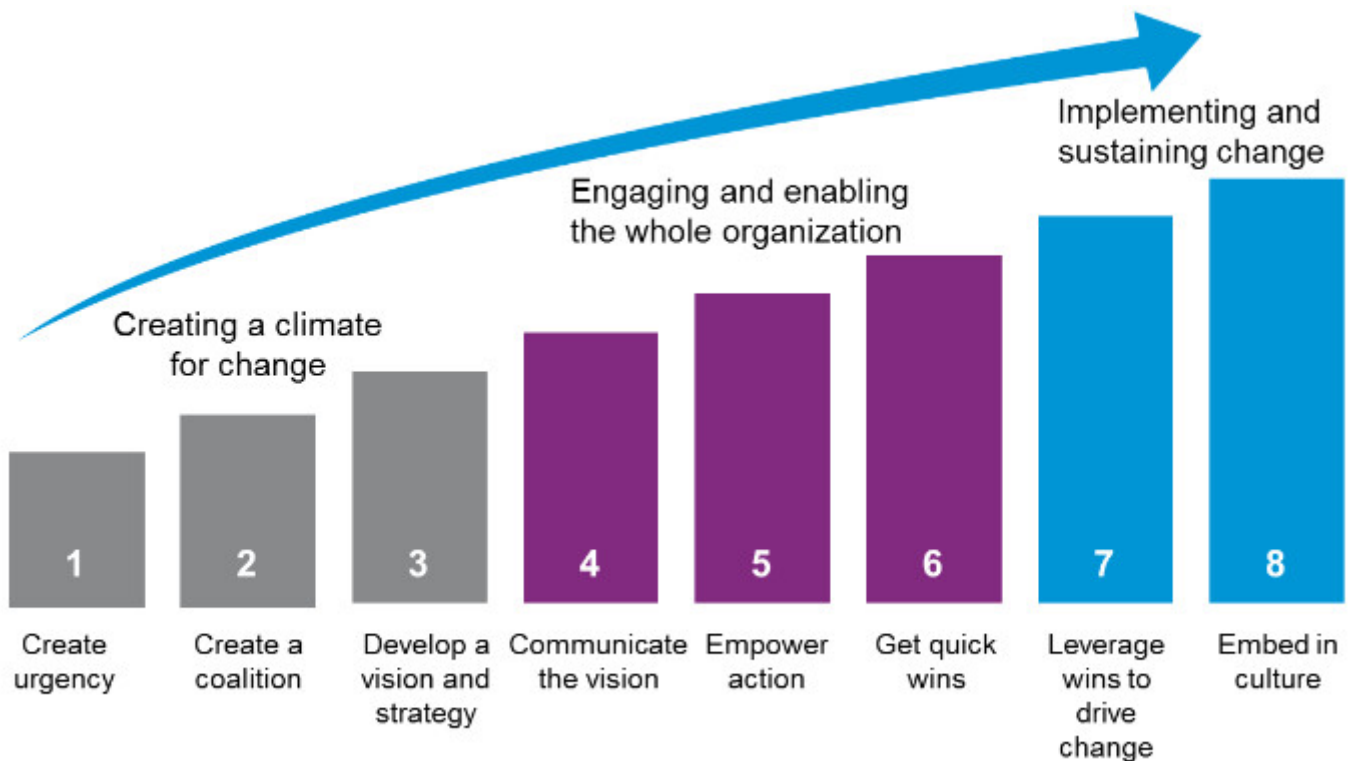 Implementing and
sustaining change
Engaging and enabling
the whole organization
Creating a climate
for change
1
2
3
4
5
6
7
8
Create
urgency
Create a
coalition
Develop a
vision and
strategy
Communicate
the vision
Empower
action
Get quick
wins
Leverage
wins to
drive
change
Embed in
culture